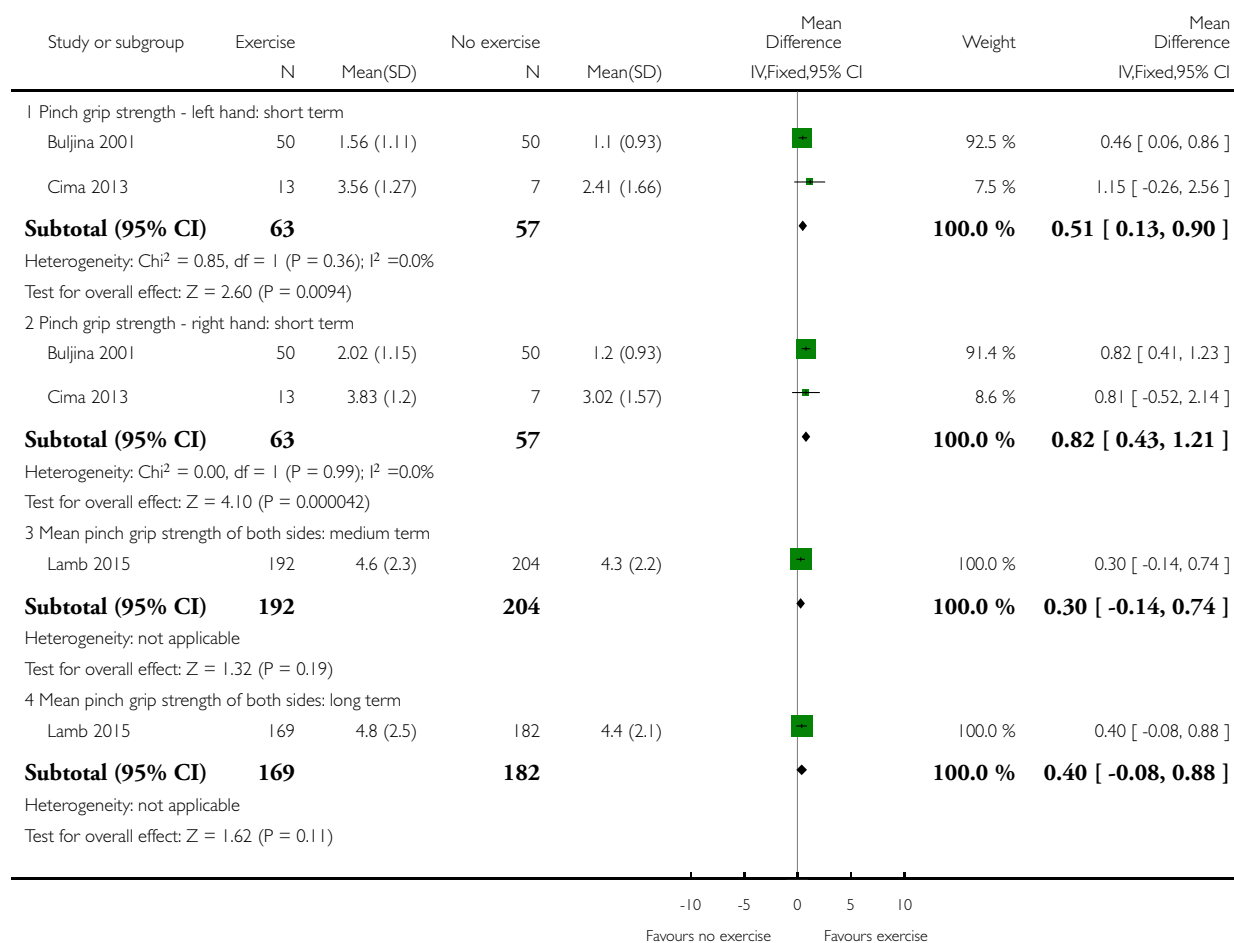 Study or subgroup Exercise No exercise Mean Difference Weight Mean Difference
N Mean(SD) N Mean(SD) IV,Fixed,95% CI IV,Fixed,95% CI
1 Pinch grip strength - left hand: short term
Buljina 2001 50 1.56 (1.11) 50 1.1 (0.93) 92.5 % 0.46 [ 0.06, 0.86 ]
Cima 2013 13 3.56 (1.27) 7 2.41 (1.66) 7.5 % 1.15 [ -0.26, 2.56 ]
Subtotal (95% CI) 63 57 100.0 % 0.51 [ 0.13, 0.90 ]
Heterogeneity: Chi² = 0.85, df = 1 (P = 0.36); I² =0.0%
Test for overall effect: Z = 2.60 (P = 0.0094)
2 Pinch grip strength - right hand: short term
Buljina 2001 50 2.02 (1.15) 50 1.2 (0.93) 91.4 % 0.82 [ 0.41, 1.23 ]
Cima 2013 13 3.83 (1.2) 7 3.02 (1.57) 8.6 % 0.81 [ -0.52, 2.14 ]
Subtotal (95% CI) 63 57 100.0 % 0.82 [ 0.43, 1.21 ]
Heterogeneity: Chi² = 0.00, df = 1 (P = 0.99); I² =0.0%
Test for overall effect: Z = 4.10 (P = 0.000042)
3 Mean pinch grip strength of both sides: medium term
Lamb 2015 192 4.6 (2.3) 204 4.3 (2.2) 100.0 % 0.30 [ -0.14, 0.74 ]
Subtotal (95% CI) 192 204 100.0 % 0.30 [ -0.14, 0.74 ]
Heterogeneity: not applicable
Test for overall effect: Z = 1.32 (P = 0.19)
4 Mean pinch grip strength of both sides: long term
Lamb 2015 169 4.8 (2.5) 182 4.4 (2.1) 100.0 % 0.40 [ -0.08, 0.88 ]
Subtotal (95% CI) 169 182 100.0 % 0.40 [ -0.08, 0.88 ]
Heterogeneity: not applicable
Test for overall effect: Z = 1.62 (P = 0.11)
-10 -5 0 5 10
Favours no exercise Favours exercise